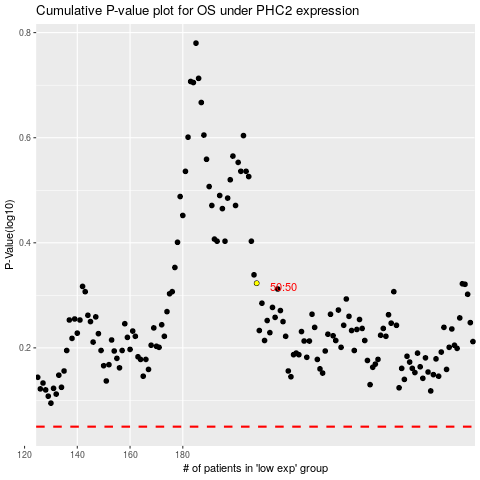 Cumulative P-value plot for OS under PHC2 expression
P-Value(log10)
0.8
0.6
0.4
0.2
50:50
120 140 160 180
# of patients in 'low exp' group